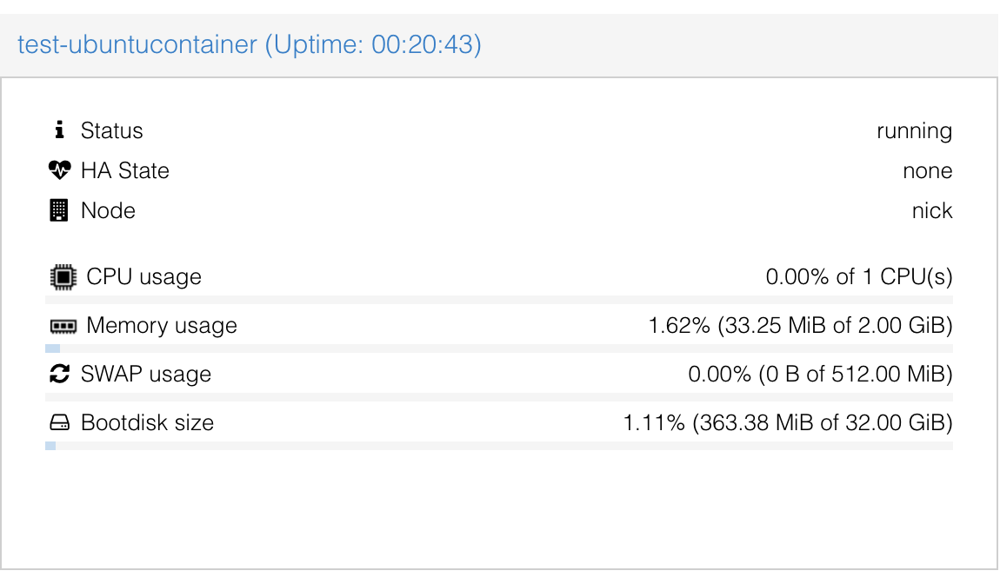 test-ubuntucontainer (Uptime: 00:20:43)
Status running
HA State none
Node nick
CPU usage 0.00% of 1 CPU(s)
Memory usage 1.62% (33.25 MiB of 2.00 GiB)
SWAP usage 0.00% (0 B of 512.00 MiB)
Bootdisk size 1.11% (363.38 MiB of 32.00 GiB)